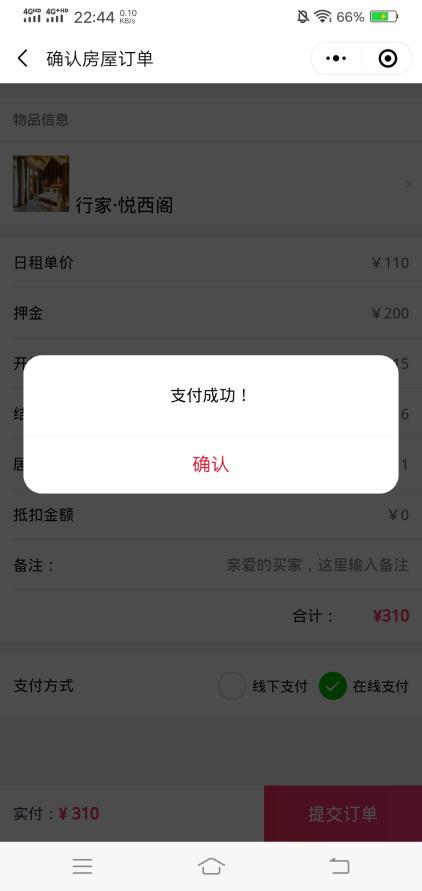 4GHD 4G+HD 22:44 0.10 KB/s 66%
确认房屋订单
物品信息
行家·悦西阁
日租单价 ￥110
押金 ￥200
开 15
结 6
居 1
支付成功！
确认
抵扣金额 ￥0
备注： 亲爱的买家，这里输入备注
合计： ¥310
支付方式 线下支付 在线支付
实付：¥ 310 提交订单